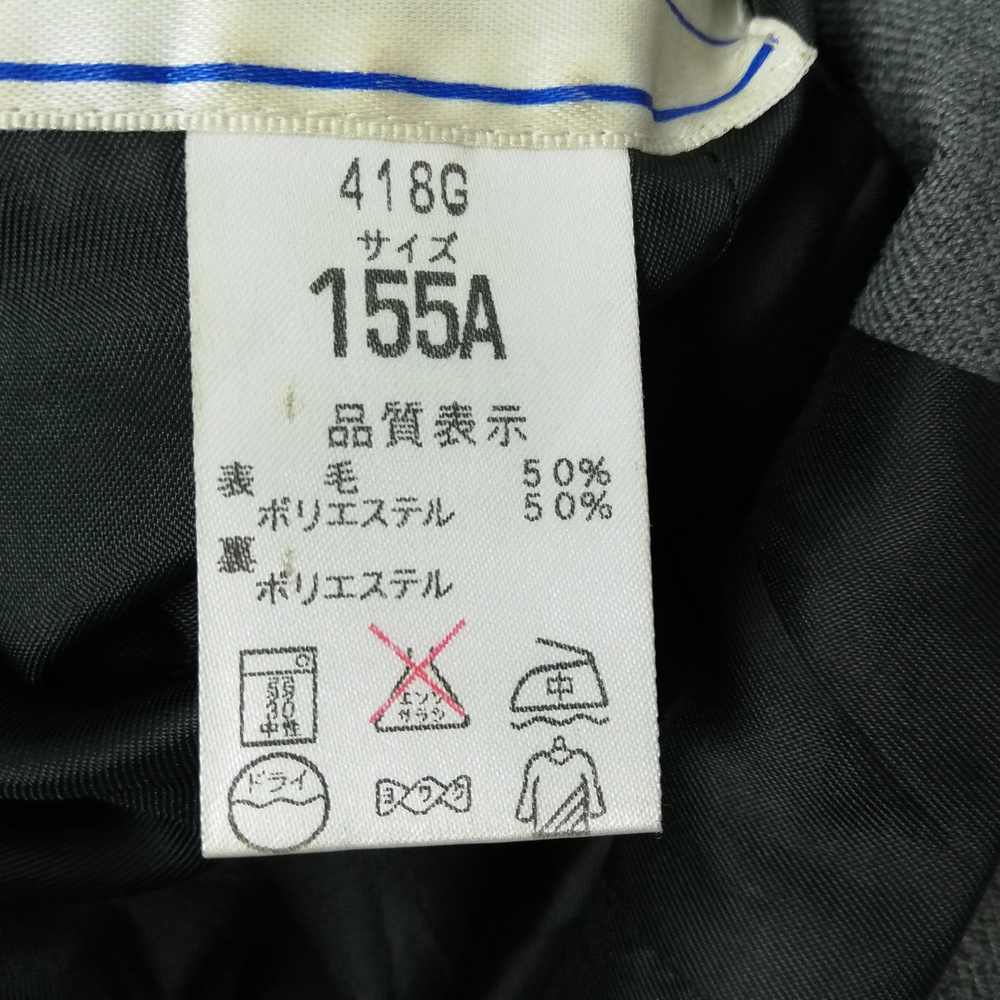 418G
サイズ
155A
品質表示
表 毛 50%
ポリエステル 50%
裏
ポリエステル
30
中性
エンソ
サラシ
中
ドライ
ヨワク